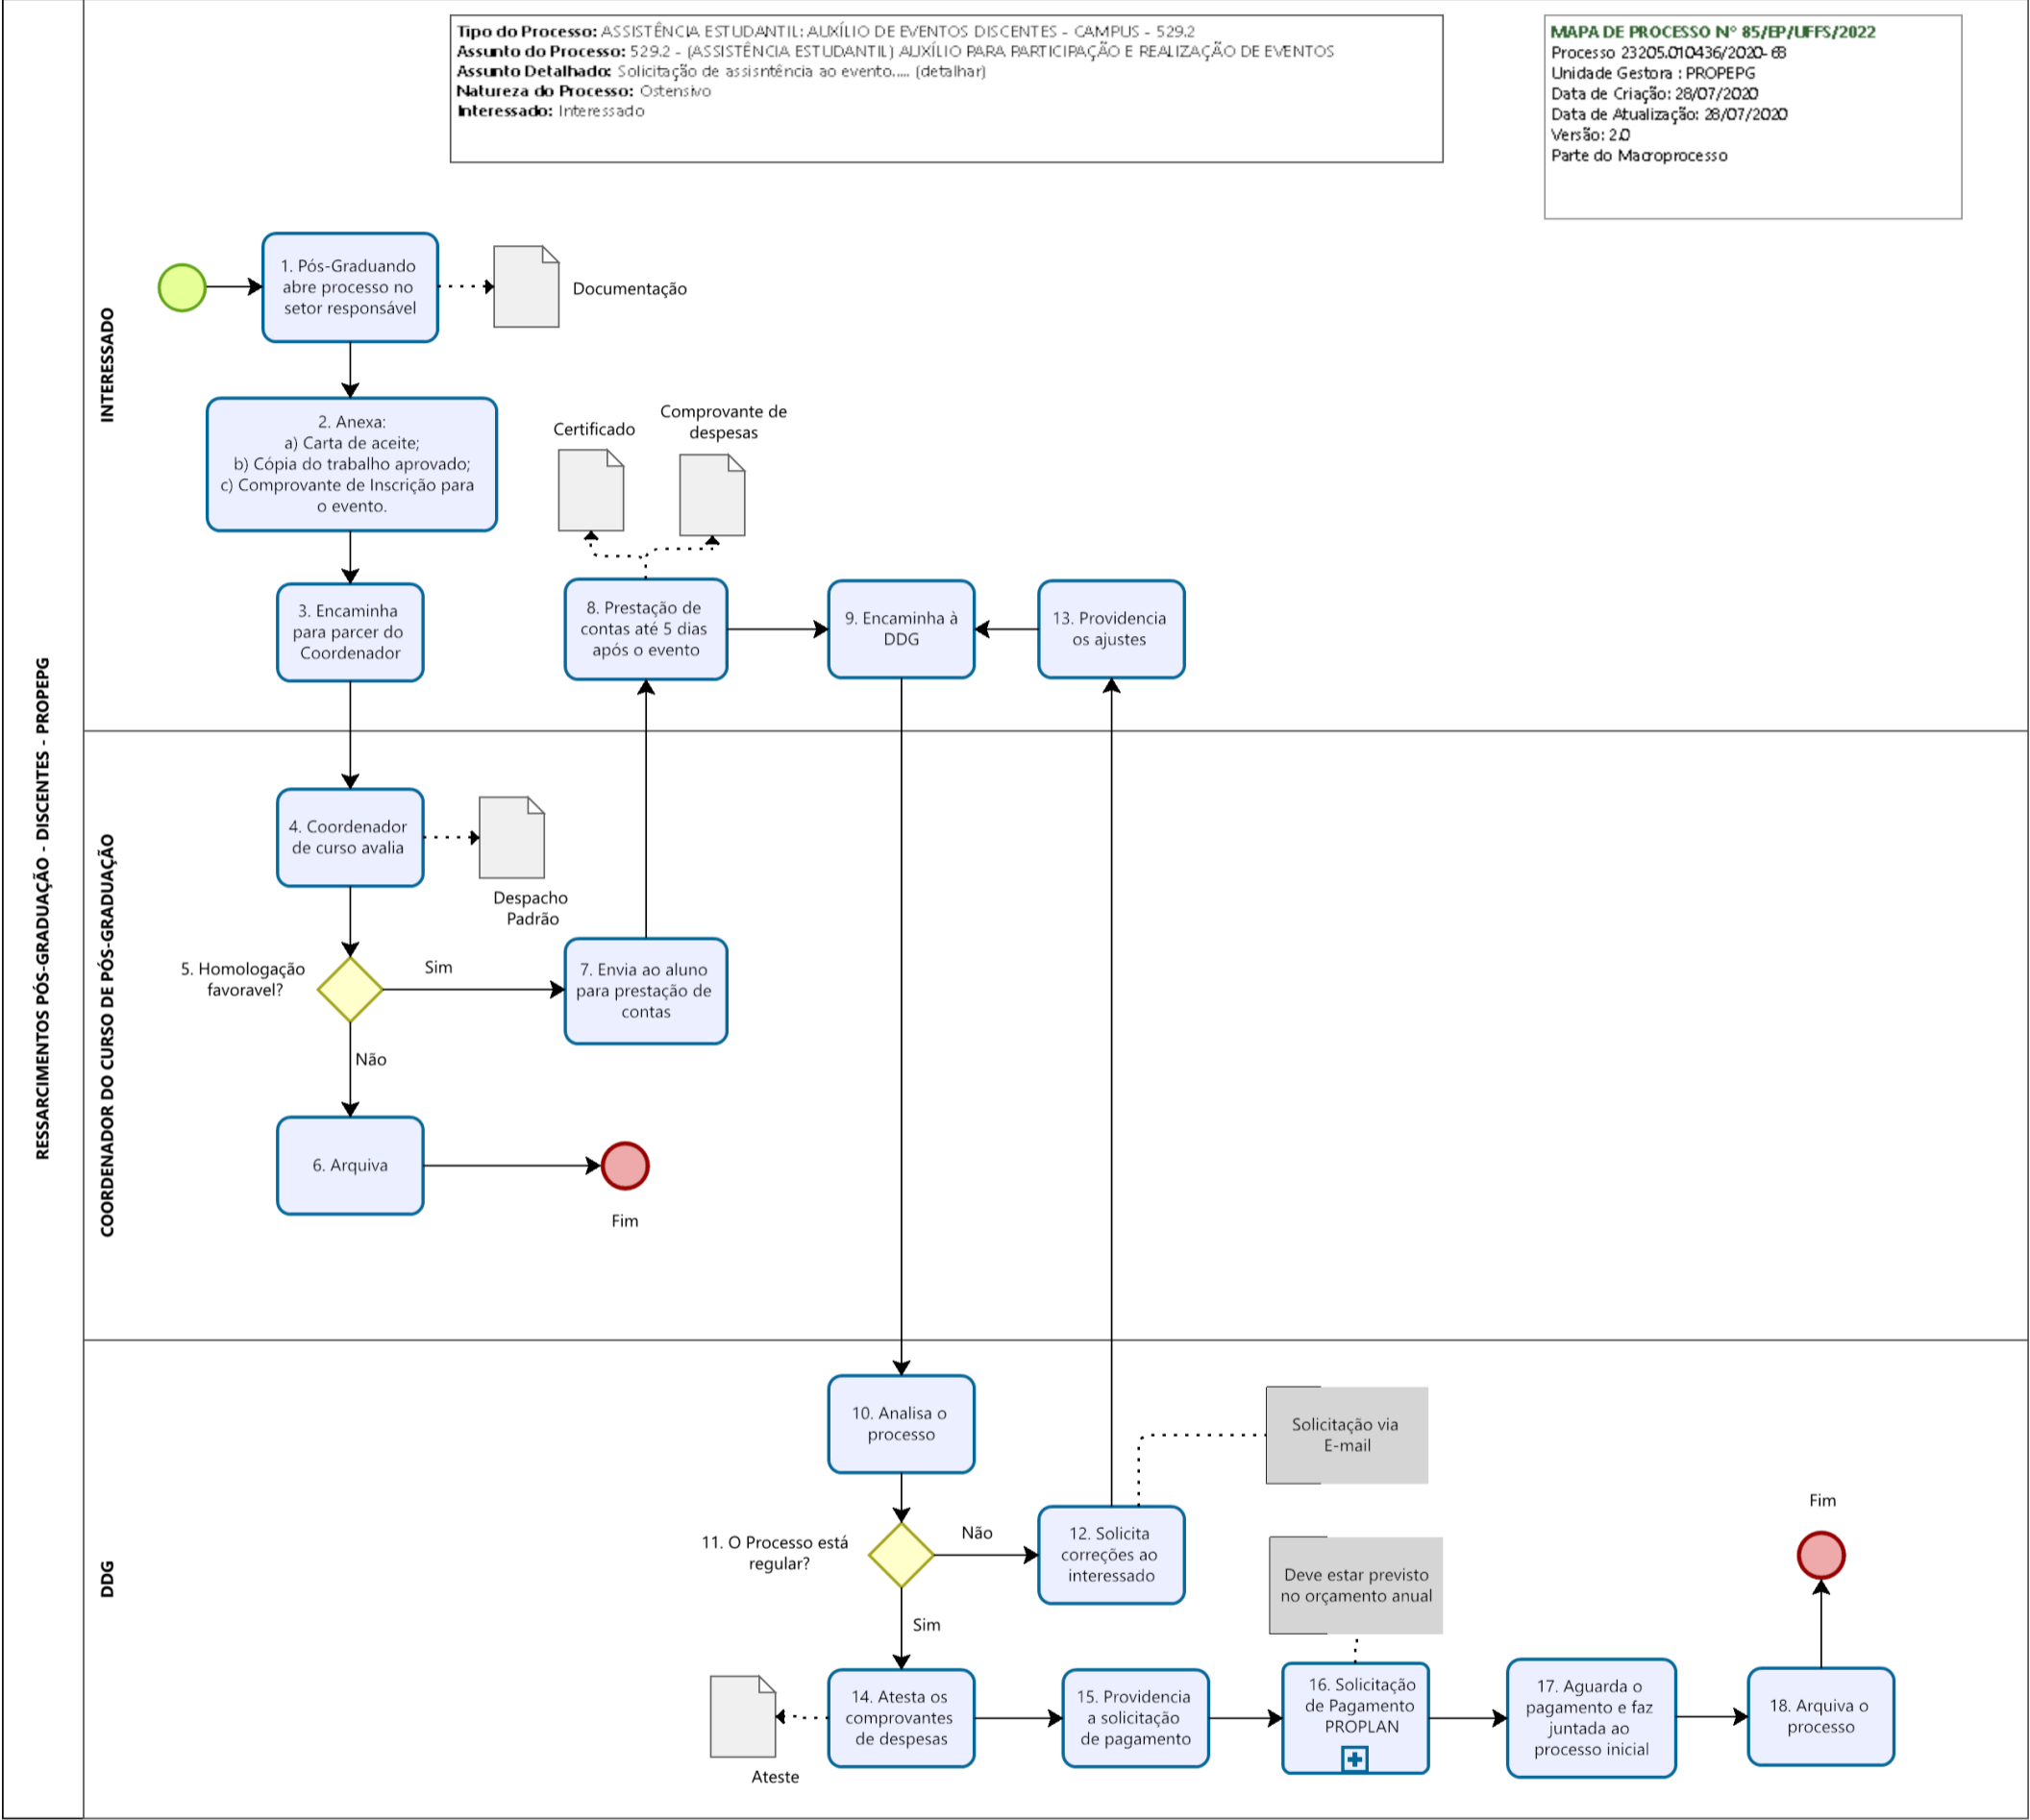 Tipo do Processo: ASSISTÊNCIA ESTUDANTIL: AUXÍLIO DE EVENTOS DISCENTES - CAMPUS - 529.2
Assunto do Processo: 529.2 - (ASSISTÊNCIA ESTUDANTIL) AUXÍLIO PARA PARTICIPAÇÃO E REALIZAÇÃO DE EVENTOS
Assunto Detalhado: Solicitação de assisntência ao evento.... (detalhar)
Natureza do Processo: Ostensivo
Interessado: Interessado
MAPA DE PROCESSO N° 85/EP/UFFS/2022
Processo 23205.010436/2020-63
Unidade Gestora : PROPEPG
Data de Criação: 28/07/2020
Data de Atualização: 28/07/2020
Versão: 2.0
Parte do Macroprocesso
RESSARCIMENTOS PÓS-GRADUAÇÃO - DISCENTES - PROPEPG
INTERESSADO
1. Pós-Graduando
abre processo no
setor responsável
Documentação
2. Anexa:
a) Carta de aceite;
b) Cópia do trabalho aprovado;
c) Comprovante de Inscrição para
o evento.
Certificado
Comprovante de
despesas
3. Encaminha
para parcer do
Coordenador
8. Prestação de
contas até 5 dias
após o evento
9. Encaminha à
DDG
13. Providencia
os ajustes
COORDENADOR DO CURSO DE PÓS-GRADUAÇÃO
4. Coordenador
de curso avalia
Despacho
Padrão
5. Homologação
favoravel?
Sim
7. Envia ao aluno
para prestação de
contas
Não
6. Arquiva
Fim
DDG
10. Analisa o
processo
Solicitação via
E-mail
11. O Processo está
regular?
Não
12. Solicita
correções ao
interessado
Deve estar previsto
no orçamento anual
Fim
Sim
14. Atesta os
comprovantes
de despesas
Ateste
15. Providencia
a solicitação
de pagamento
16. Solicitação
de Pagamento
PROPLAN
17. Aguarda o
pagamento e faz
juntada ao
processo inicial
18. Arquiva o
processo